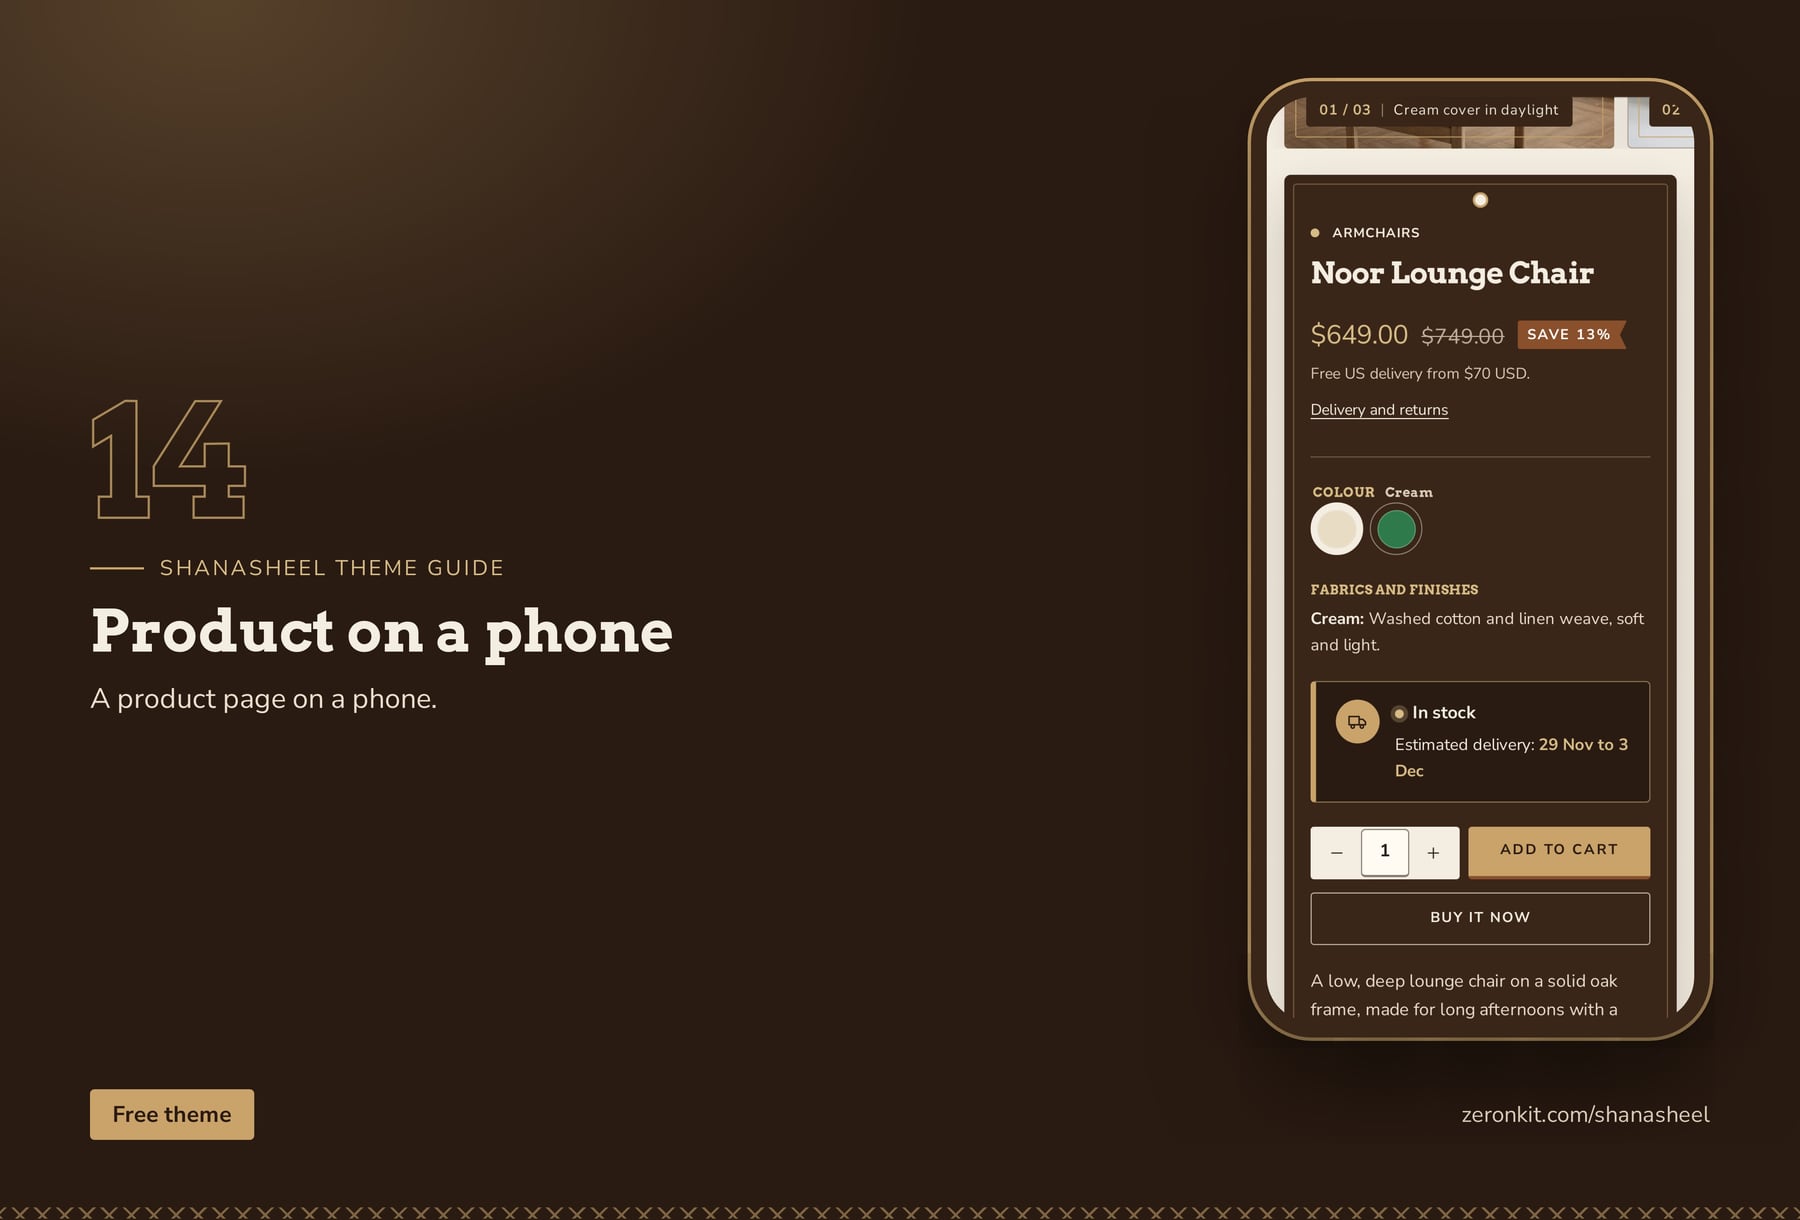 14
SHANASHEEL THEME GUIDE
Product on a phone
A product page on a phone.
Free theme
01 / 03 | Cream cover in daylight
02
ARMCHAIRS
Noor Lounge Chair
$649.00 $749.00 SAVE 13%
Free US delivery from $70 USD.
Delivery and returns
COLOUR Cream
FABRICS AND FINISHES
Cream: Washed cotton and linen weave, soft
and light.
In stock
Estimated delivery: 29 Nov to 3
Dec
− 1 + ADD TO CART
BUY IT NOW
A low, deep lounge chair on a solid oak
frame, made for long afternoons with a
zeronkit.com/shanasheel